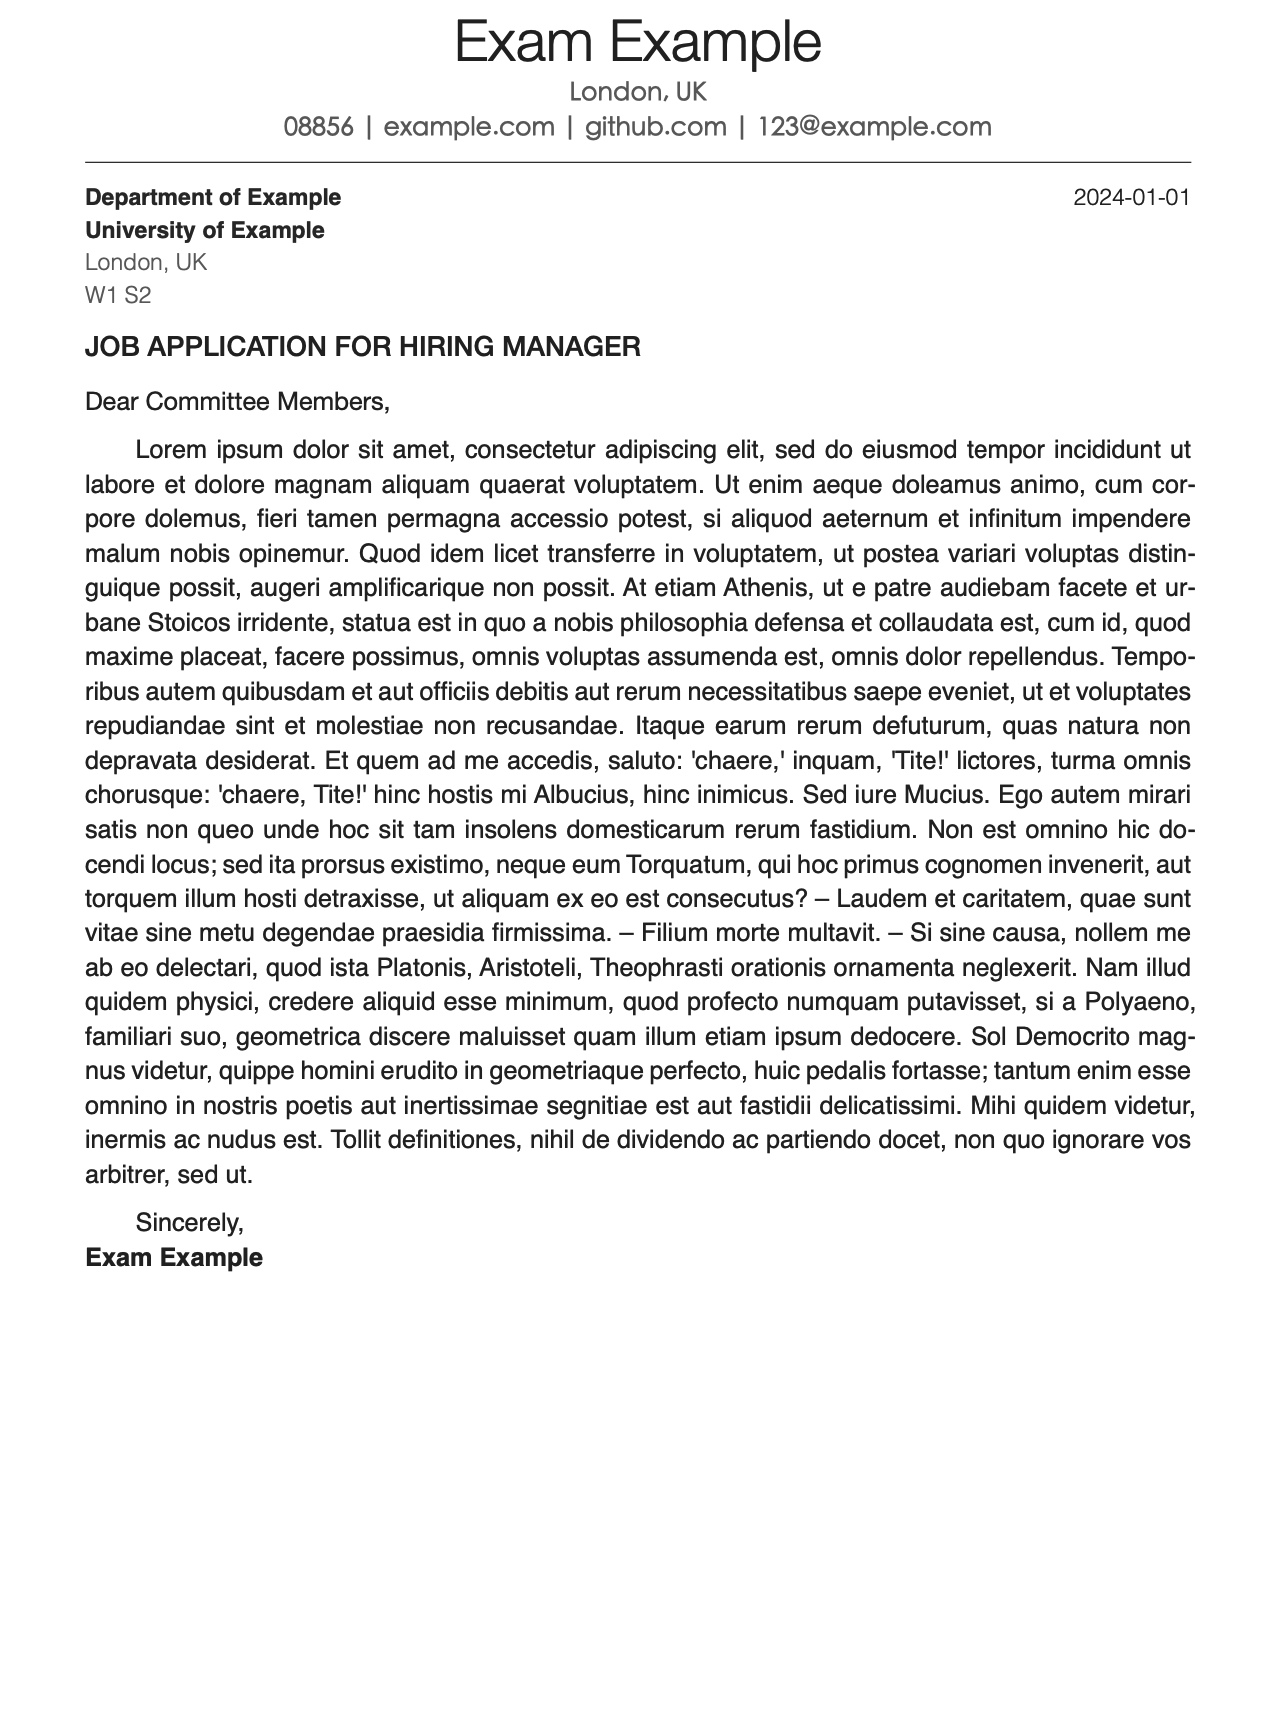 Exam Example
London, UK
08856 | example.com | github.com | 123@example.com
Department of Example
2024-01-01
University of Example
London, UK
W1 S2
JOB APPLICATION FOR HIRING MANAGER
Dear Committee Members,
Lorem ipsum dolor sit amet, consectetur adipiscing elit, sed do eiusmod tempor incididunt ut
labore et dolore magnam aliquam quaerat voluptatem. Ut enim aeque doleamus animo, cum cor-
pore dolemus, fieri tamen permagna accessio potest, si aliquod aeternum et infinitum impendere
malum nobis opinemur. Quod idem licet transferre in voluptatem, ut postea variari voluptas distin-
guique possit, augeri amplificarique non possit. At etiam Athenis, ut e patre audiebam facete et ur-
bane Stoicos irridente, statua est in quo a nobis philosophia defensa et collaudata est, cum id, quod
maxime placeat, facere possimus, omnis voluptas assumenda est, omnis dolor repellendus. Tempo-
ribus autem quibusdam et aut officiis debitis aut rerum necessitatibus saepe eveniet, ut et voluptates
repudiandae sint et molestiae non recusandae. Itaque earum rerum defuturum, quas natura non
depravata desiderat. Et quem ad me accedis, saluto: 'chaere,' inquam, 'Tite!' lictores, turma omnis
chorusque: 'chaere, Tite!' hinc hostis mi Albucius, hinc inimicus. Sed iure Mucius. Ego autem mirari
satis non queo unde hoc sit tam insolens domesticarum rerum fastidium. Non est omnino hic do-
cendi locus; sed ita prorsus existimo, neque eum Torquatum, qui hoc primus cognomen invenerit, aut
torquem illum hosti detraxisse, ut aliquam ex eo est consecutus? – Laudem et caritatem, quae sunt
vitae sine metu degendae praesidia firmissima. – Filium morte multavit. – Si sine causa, nollem me
ab eo delectari, quod ista Platonis, Aristoteli, Theophrasti orationis ornamenta neglexerit. Nam illud
quidem physici, credere aliquid esse minimum, quod profecto numquam putavisset, si a Polyaeno,
familiari suo, geometrica discere maluisset quam illum etiam ipsum dedocere. Sol Democrito mag-
nus videtur, quippe homini erudito in geometriaque perfecto, huic pedalis fortasse; tantum enim esse
omnino in nostris poetis aut inertissimae segnitiae est aut fastidii delicatissimi. Mihi quidem videtur,
inermis ac nudus est. Tollit definitiones, nihil de dividendo ac partiendo docet, non quo ignorare vos
arbitrer, sed ut.
Sincerely,
Exam Example